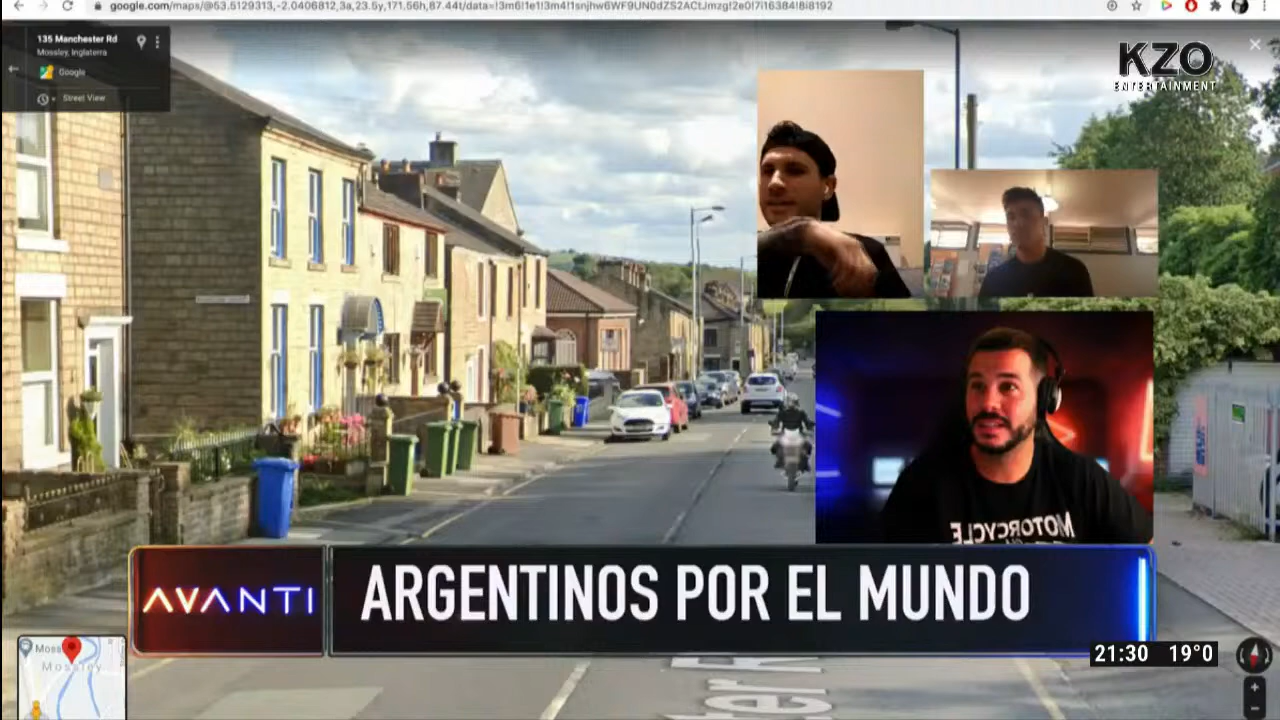 google.com/maps/@53.5129313,-2.0406812,3a,23.5y,171.56h,87.44t/data=!3m6!1e1!3m4!1snjhw6WF9UN0dZS2ACtJmzg!2e0!7i16384!8i8192
135 Manchester Rd
Mossley, Inglaterra
Google
Street View
KZO
ENTERTAINMENT
MOTORCYCLE
AVANTI
ARGENTINOS POR EL MUNDO
21:30 19°0
Moss
Mossley